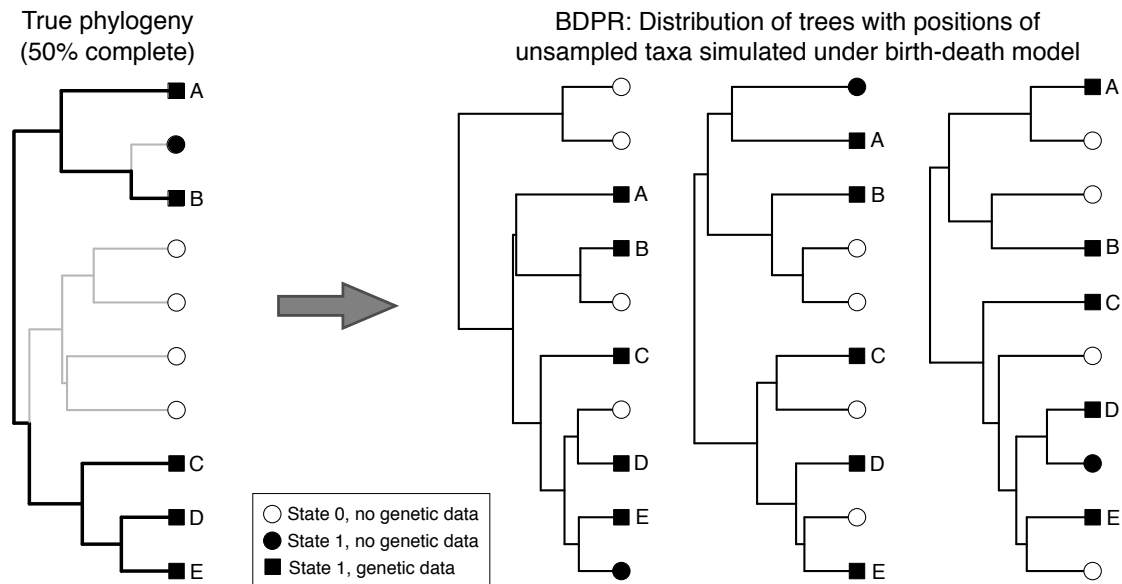 True phylogeny
(50% complete)
BDPR: Distribution of trees with positions of
unsampled taxa simulated under birth-death model
A
B
C
D
E
A
B
C
D
E
A
B
C
D
E
A
B
C
D
E
State 0, no genetic data
State 1, no genetic data
State 1, genetic data